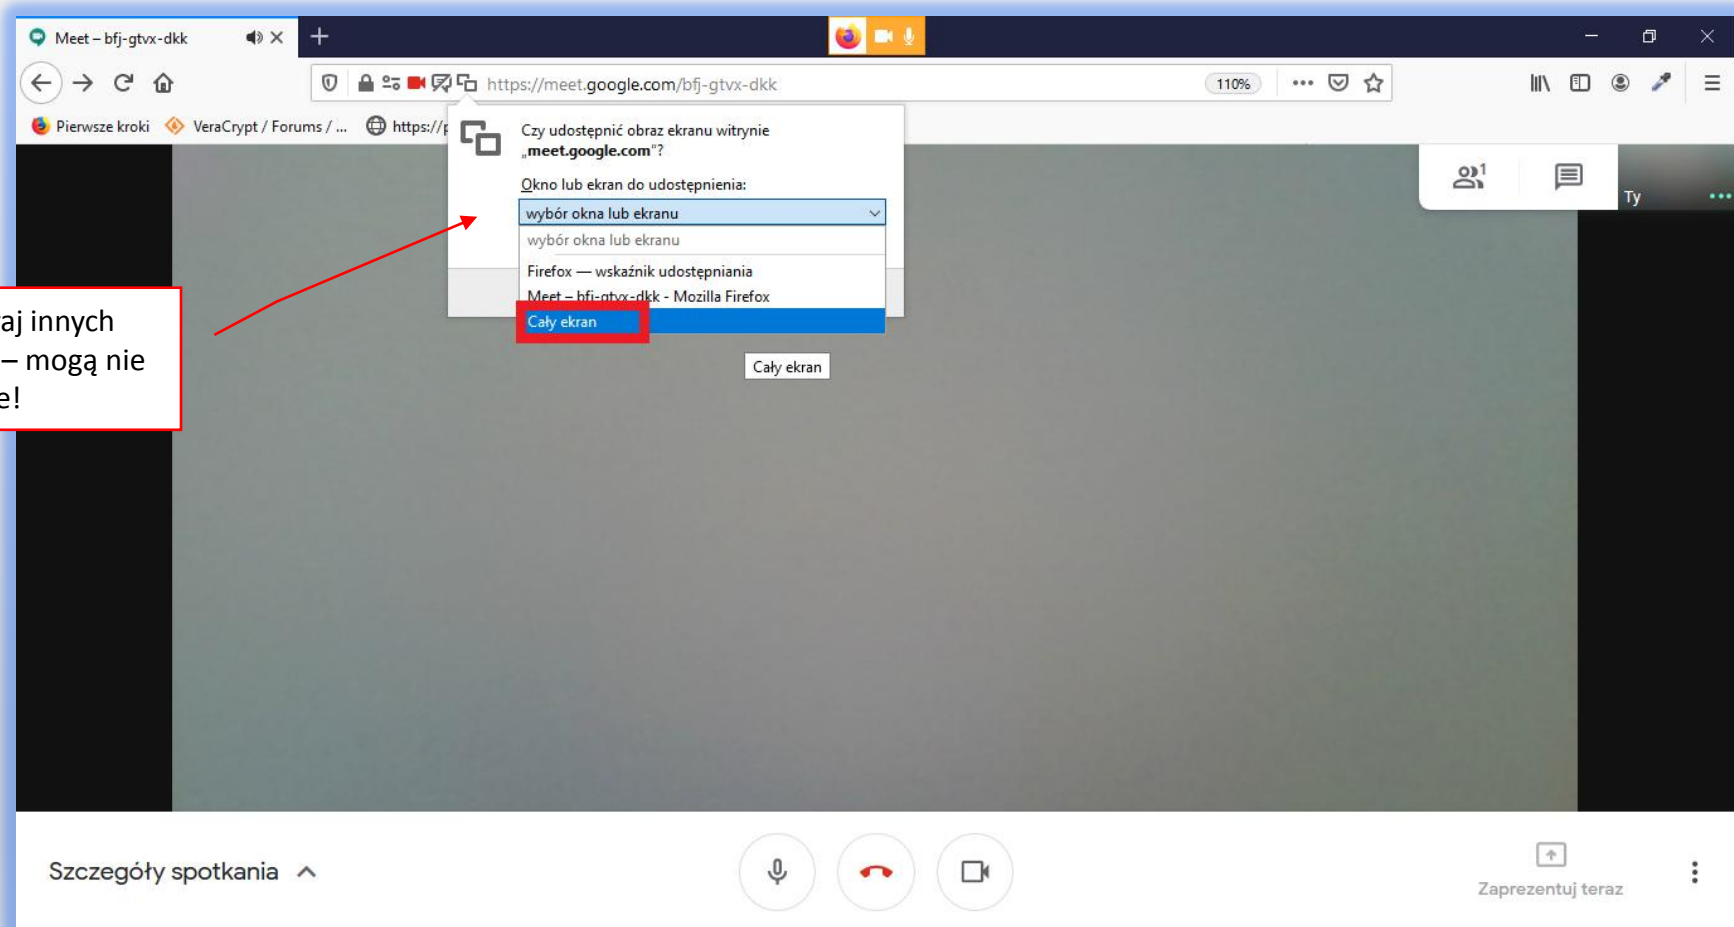 Meet – bfj-gtvx-dkk
https://meet.google.com/bfj-gtvx-dkk
110%
Pierwsze kroki
VeraCrypt / Forums / ...
https://p
Czy udostępnić obraz ekranu witrynie
„meet.google.com”?
Okno lub ekran do udostępnienia:
wybór okna lub ekranu
wybór okna lub ekranu
Firefox — wskaźnik udostępniania
Meet – bfj-gtvx-dkk - Mozilla Firefox
Cały ekran
Cały ekran
1
Ty
aj innych
– mogą nie
e!
Szczegóły spotkania
Zaprezentuj teraz